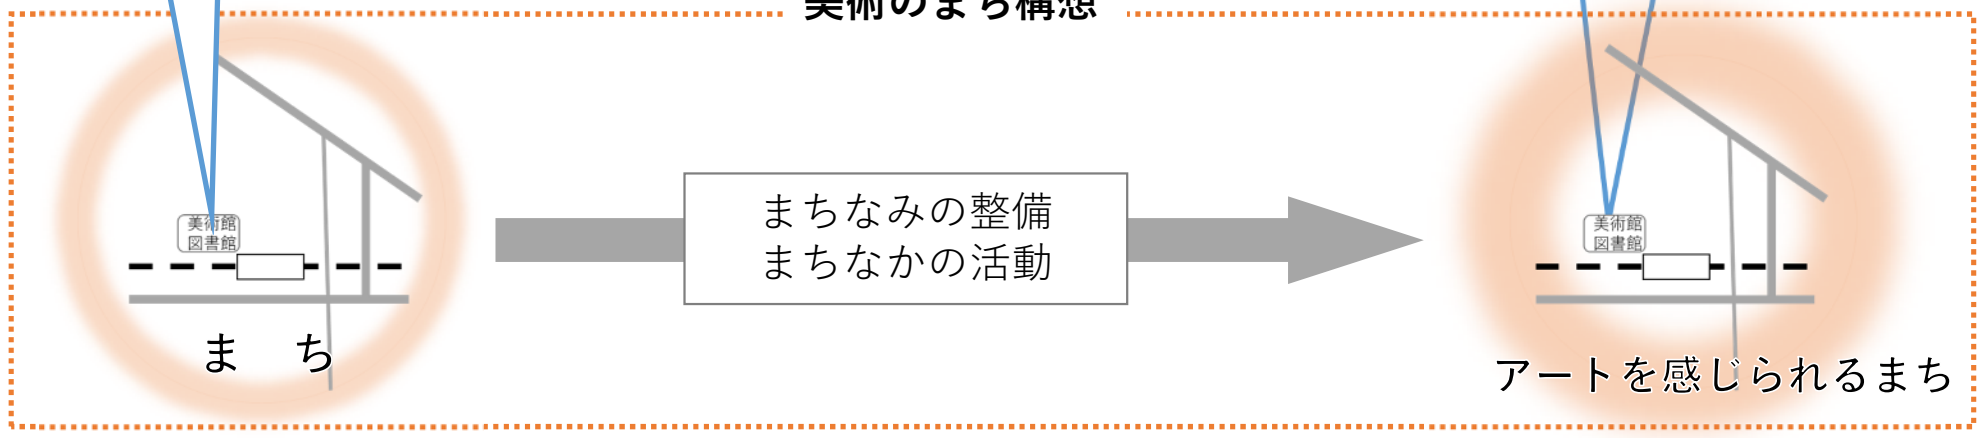 美術のまち構想
美術館
図書館
ま　ち
まちなみの整備
まちなかの活動
美術館
図書館
アートを感じられるまち